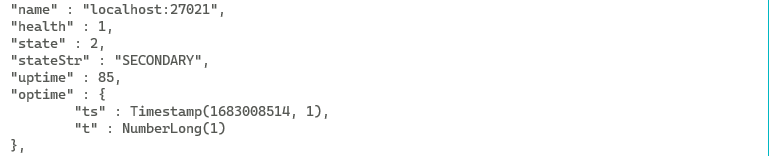 "name" : "localhost:27021",
"health" : 1,
"state" : 2,
"stateStr" : "SECONDARY",
"uptime" : 85,
"optime" : {
        "ts" : Timestamp(1683008514, 1),
        "t" : NumberLong(1)
},